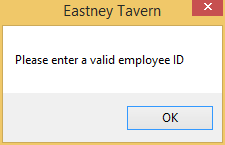 Eastney Tavern
Please enter a valid employee ID
OK